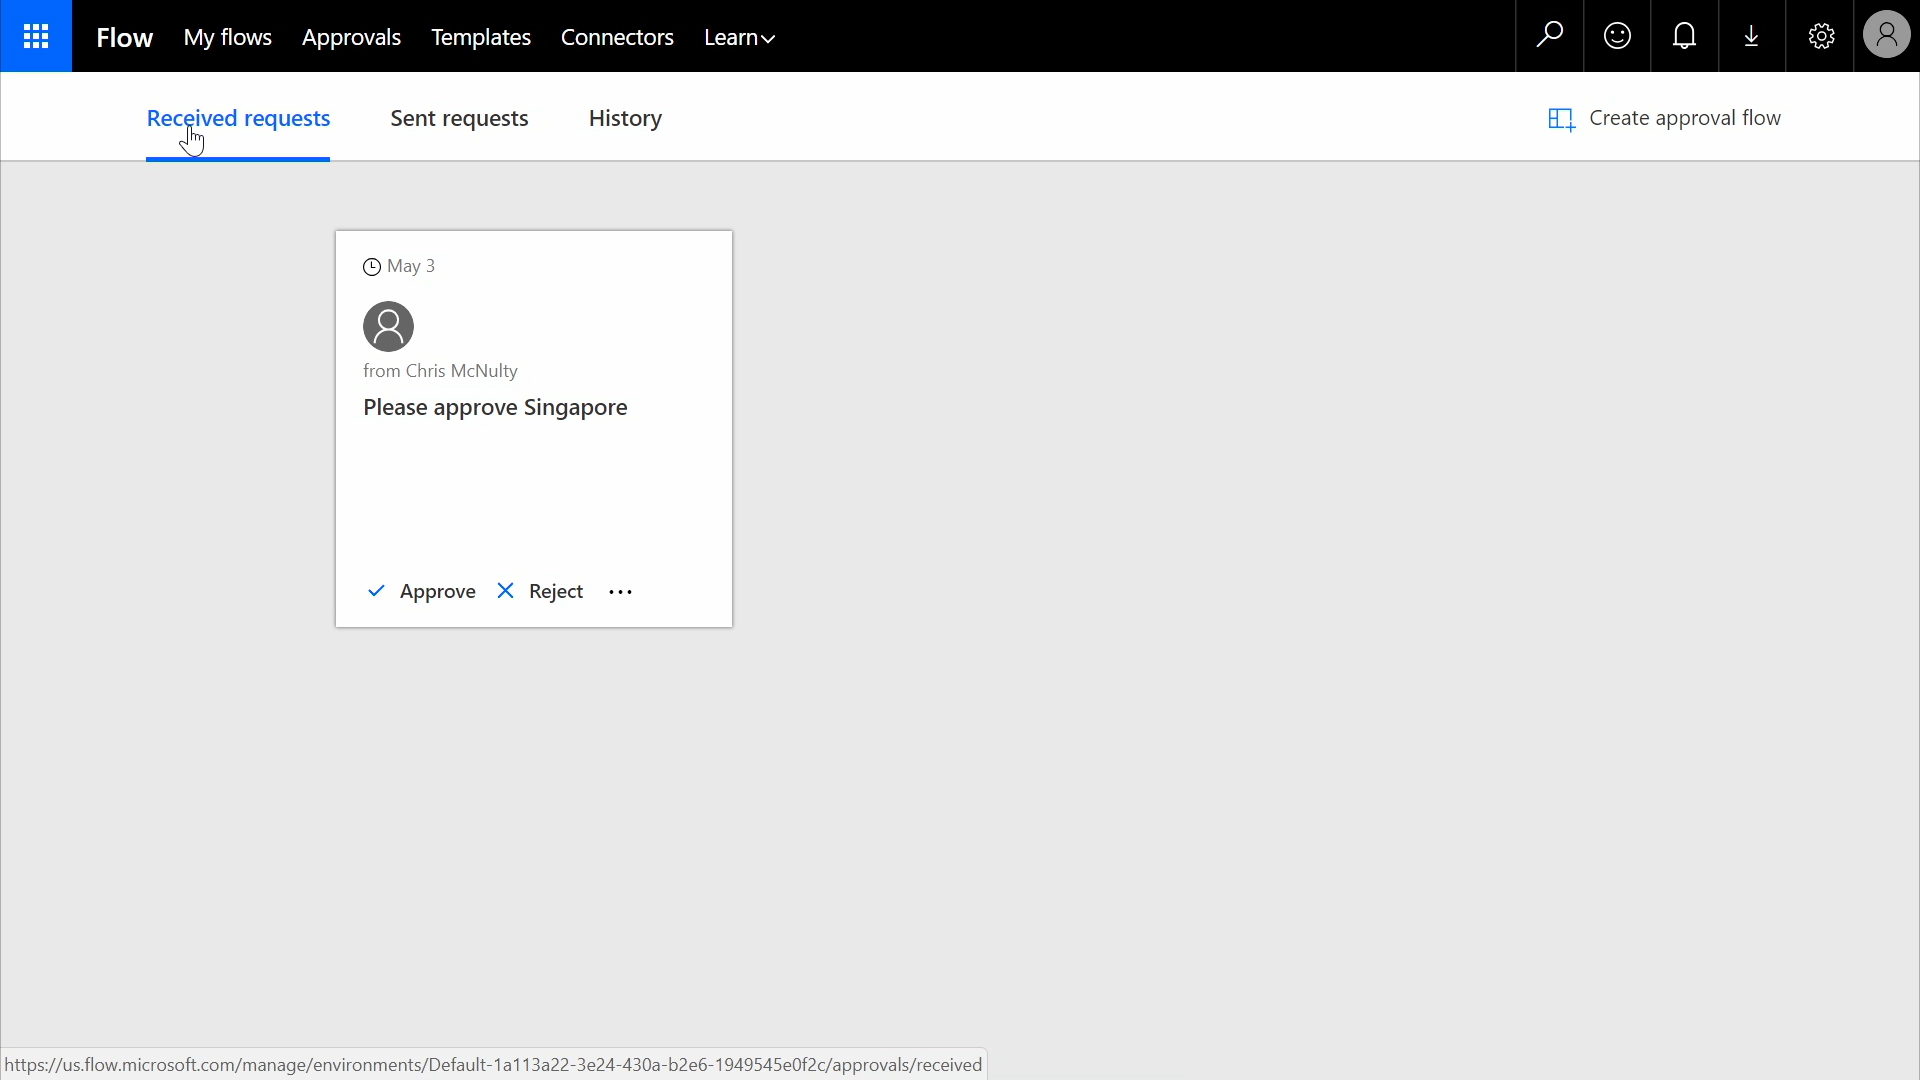 Flow My flows Approvals Templates Connectors Learn
Received requests Sent requests History Create approval flow
May 3
from Chris McNulty
Please approve Singapore
Approve Reject ...
https://us.flow.microsoft.com/manage/environments/Default-1a113a22-3e24-430a-b2e6-1949545e0f2c/approvals/received